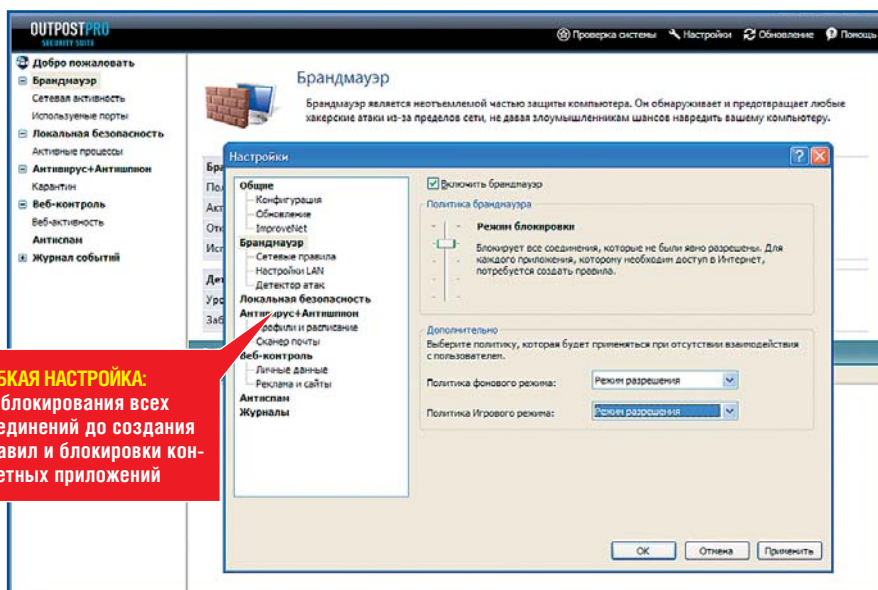 OUTPOSTPRO
SECURITY SUITE
Проверка системы Настройки Обновление Помощь
Добро пожаловать
Брандмауэр
Сетевая активность
Используемые порты
Локальная безопасность
Активные процессы
Антивирус+Антишпион
Карантин
Веб-контроль
Веб-активность
Антиспам
Журнал событий
Брандмауэр
Брандмауэр является неотъемлемой частью защиты компьютера. Он обнаруживает и предотвращает любые
хакерские атаки из-за пределов сети, не давая злоумышленникам шансов навредить вашему компьютеру.
Настройки
Общие
Конфигурация
Обновление
ImproveNet
Брандмауэр
Сетевые правила
Настройки LAN
Детектор атак
Локальная безопасность
Антивирус+Антишпион
Профили и расписание
Сканер почты
Веб-контроль
Личные данные
Реклама и сайты
Антиспам
Журналы
Включить брандмауэр
Политика брандмауэра
Режим блокировки
Блокирует все соединения, которые не были явно разрешены. Для
каждого приложения, которому необходим доступ в Интернет,
потребуется создать правила.
Дополнительно
Выберите политику, которая будет применяться при отсутствии взаимодействия
с пользователем.
Политика фонового режима: Режим разрешения
Политика Игрового режима: Режим разрешения
ОК Отмена Применить
БКАЯ НАСТРОЙКА:
блокирования всех
единений до создания
авил и блокировки кон-
етных приложений